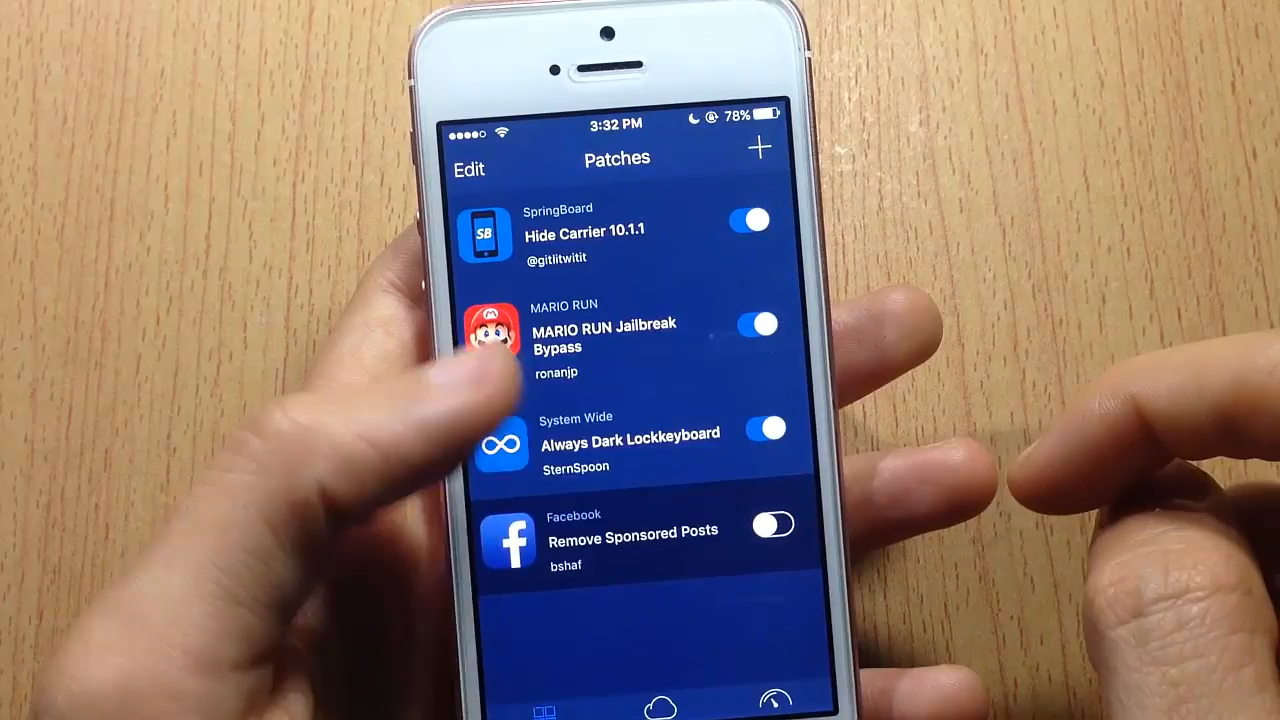 3:32 PM 78%
Edit Patches
SpringBoard
SB
Hide Carrier 10.1.1
@gitlitwitit
MARIO RUN
M
MARIO RUN Jailbreak
Bypass
ronanjp
System Wide
Always Dark Lockkeyboard
SternSpoon
Facebook
f
Remove Sponsored Posts
bshaf